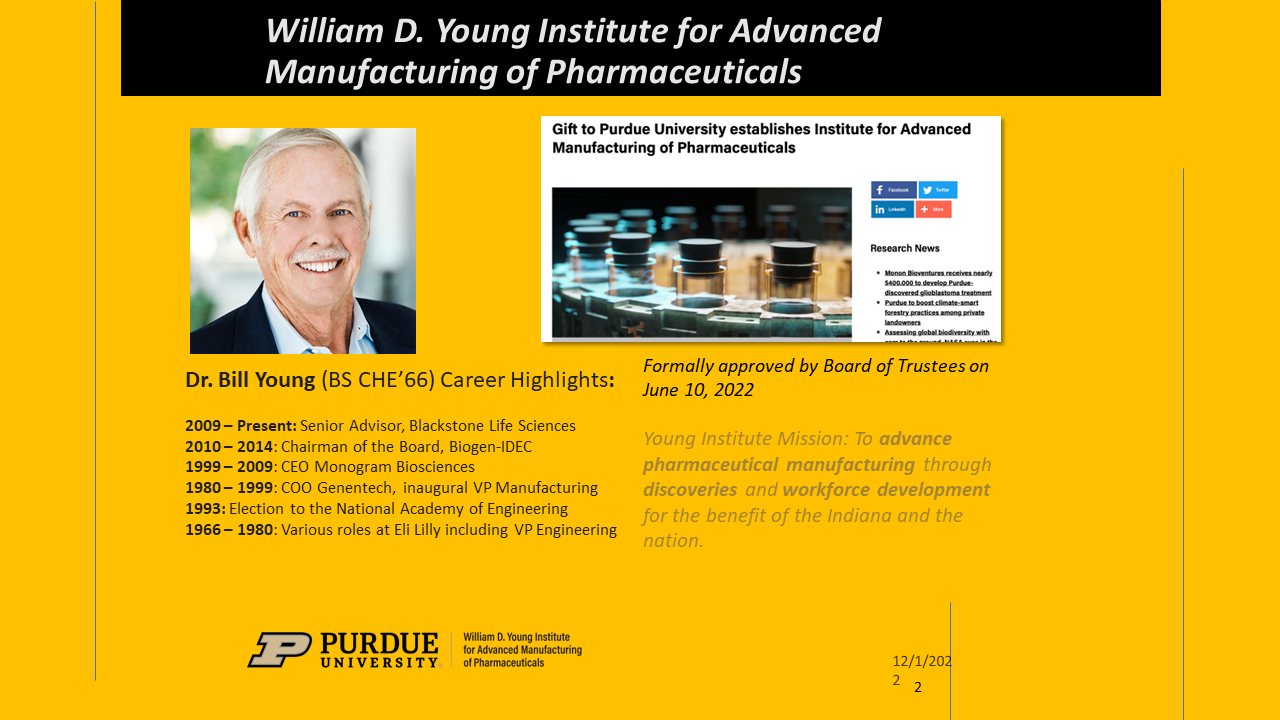 William D. Young Institute for Advanced
Manufacturing of Pharmaceuticals
Gift to Purdue University establishes Institute for Advanced
Manufacturing of Pharmaceuticals
Facebook
Twitter
LinkedIn
More
Research News
• Monon Bioventures receives nearly
$400,000 to develop Purdue-
discovered glioblastoma treatment
• Purdue to boost climate-smart
forestry practices among private
landowners
• Assessing global biodiversity with
Dr. Bill Young (BS CHE’66) Career Highlights:
2009 – Present: Senior Advisor, Blackstone Life Sciences
2010 – 2014: Chairman of the Board, Biogen-IDEC
1999 – 2009: CEO Monogram Biosciences
1980 – 1999: COO Genentech, inaugural VP Manufacturing
1993: Election to the National Academy of Engineering
1966 – 1980: Various roles at Eli Lilly including VP Engineering
Formally approved by Board of Trustees on
June 10, 2022
Young Institute Mission: To advance
pharmaceutical manufacturing through
discoveries and workforce development
for the benefit of the Indiana and the
nation.
P PURDUE
UNIVERSITY®
William D. Young Institute
for Advanced Manufacturing
of Pharmaceuticals
12/1/202
2
2